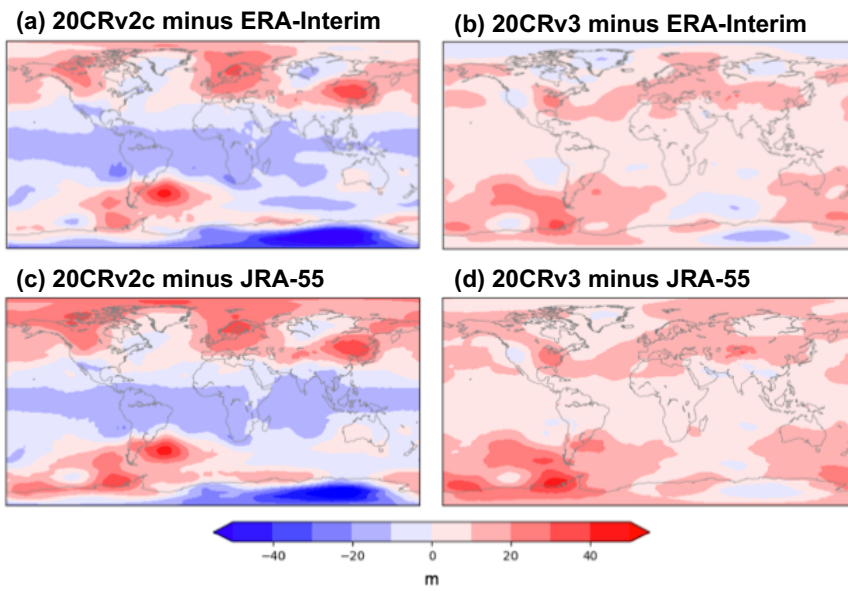 (a) 20CRv2c minus ERA-Interim
(b) 20CRv3 minus ERA-Interim
(c) 20CRv2c minus JRA-55
(d) 20CRv3 minus JRA-55
−40 −20 0 20 40
m